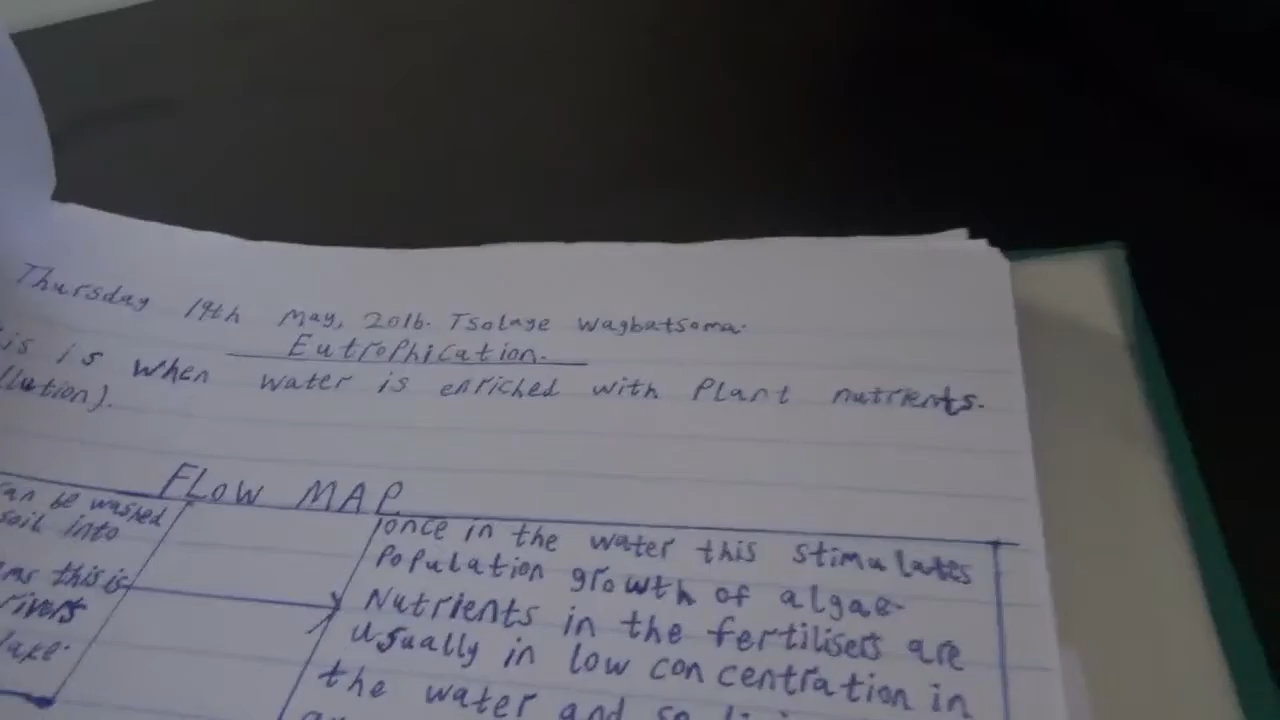 Thursday 19th May, 2016. Tsolaye Wagbatsoma.
Eutrophication.
is is when water is enriched with Plant nutrients.
llution).
FLOW MAP
can be washed
soil into
this is
rivers
lake.
once in the water this stimulates
Population growth of algae
Nutrients in the fertilisers are
usually in low concentration in
the water and so